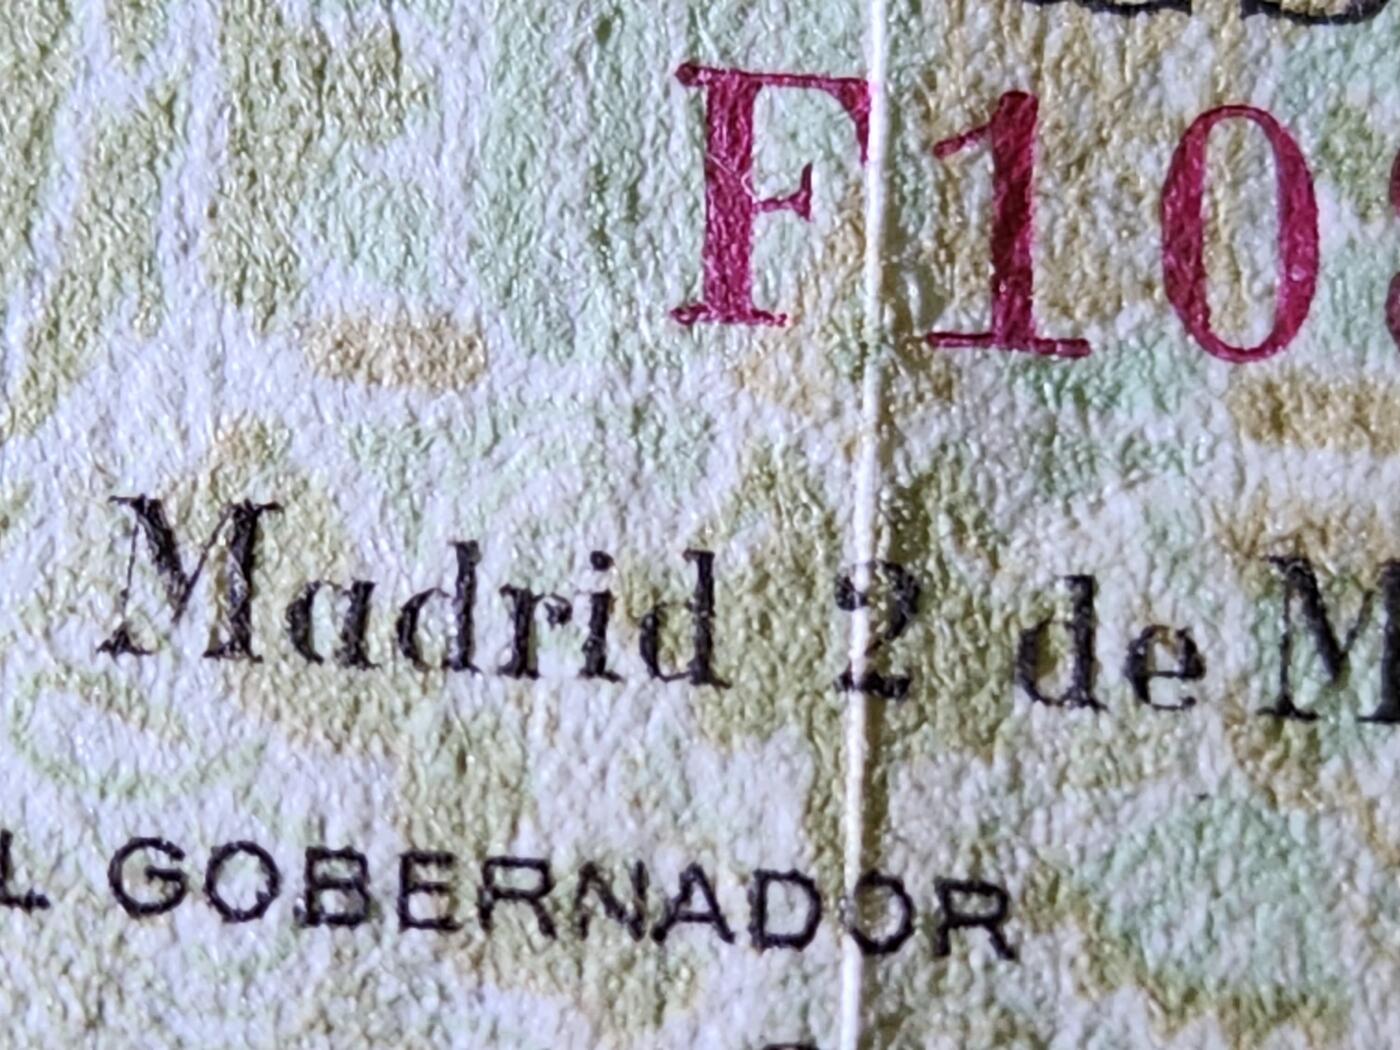 F10
Madrid 2 de M
L GOBERNADOR